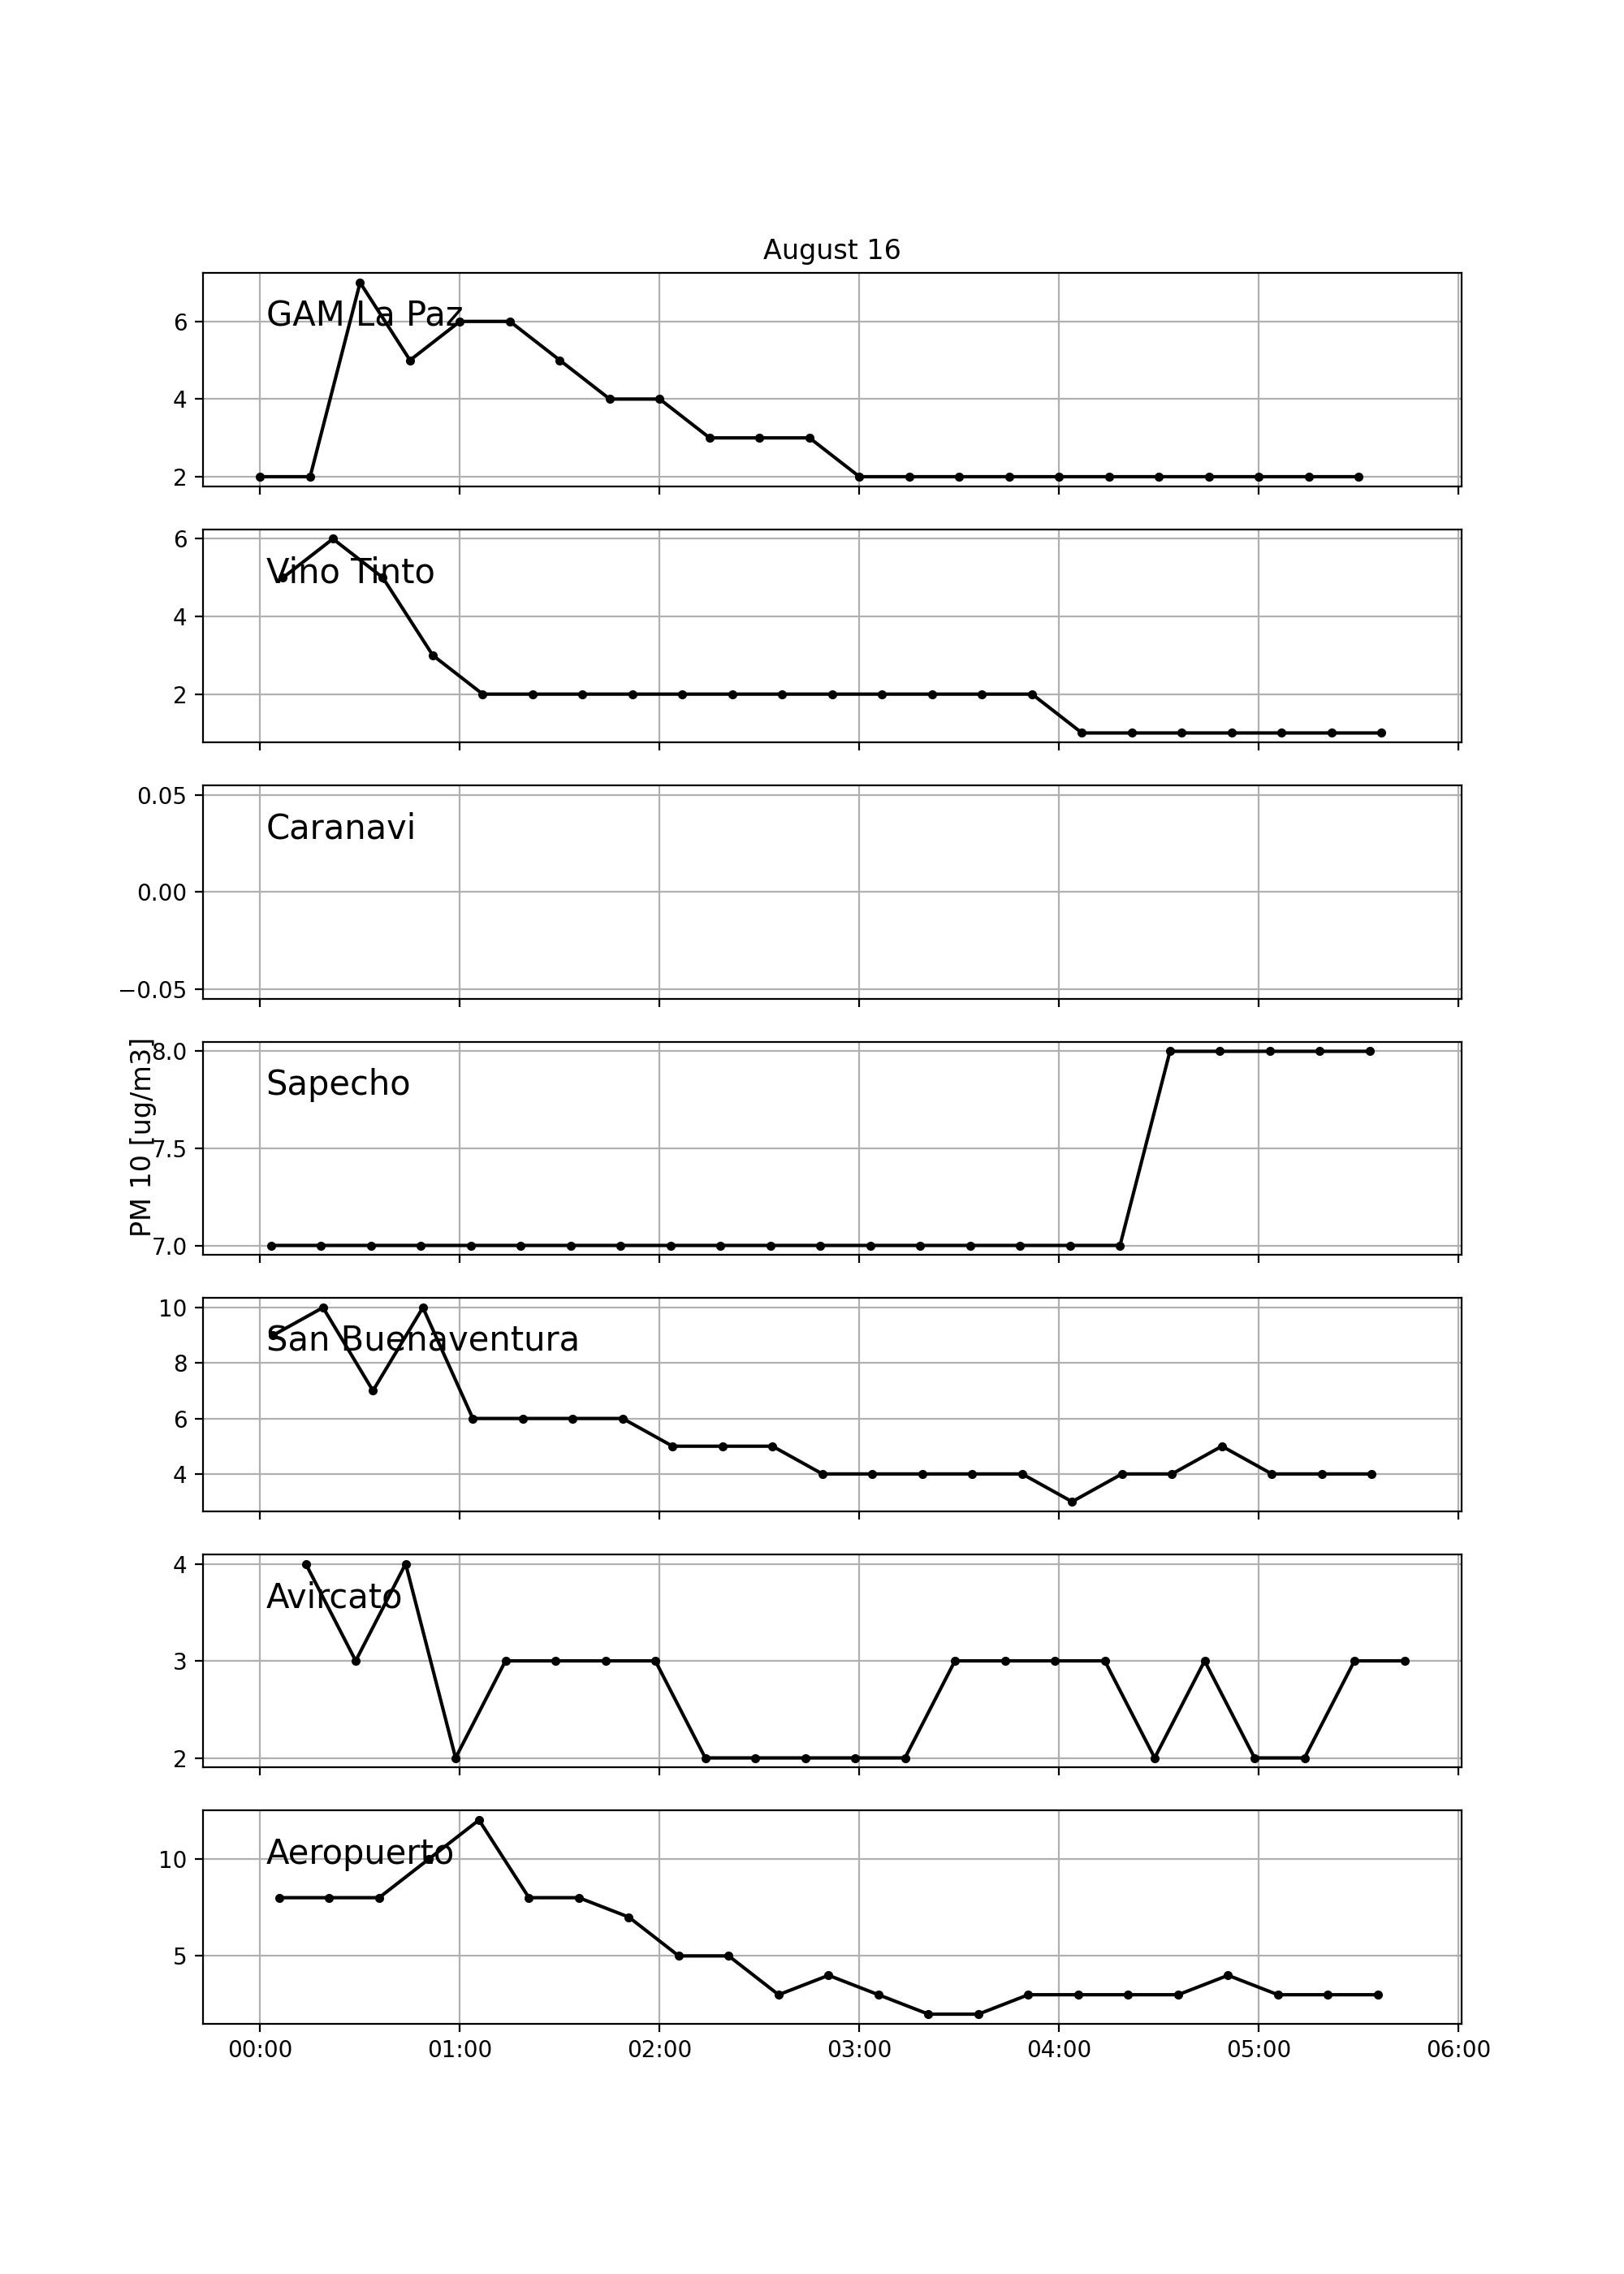 August 16
GAM La Paz
6
4
2
Vino Tinto
6
4
2
Caranavi
0.05
0.00
−0.05
PM 10 [ug/m3]
Sapecho
8.0
7.5
7.0
San Buenaventura
10
8
6
4
Avircato
4
3
2
Aeropuerto
10
5
00:00 01:00 02:00 03:00 04:00 05:00 06:00